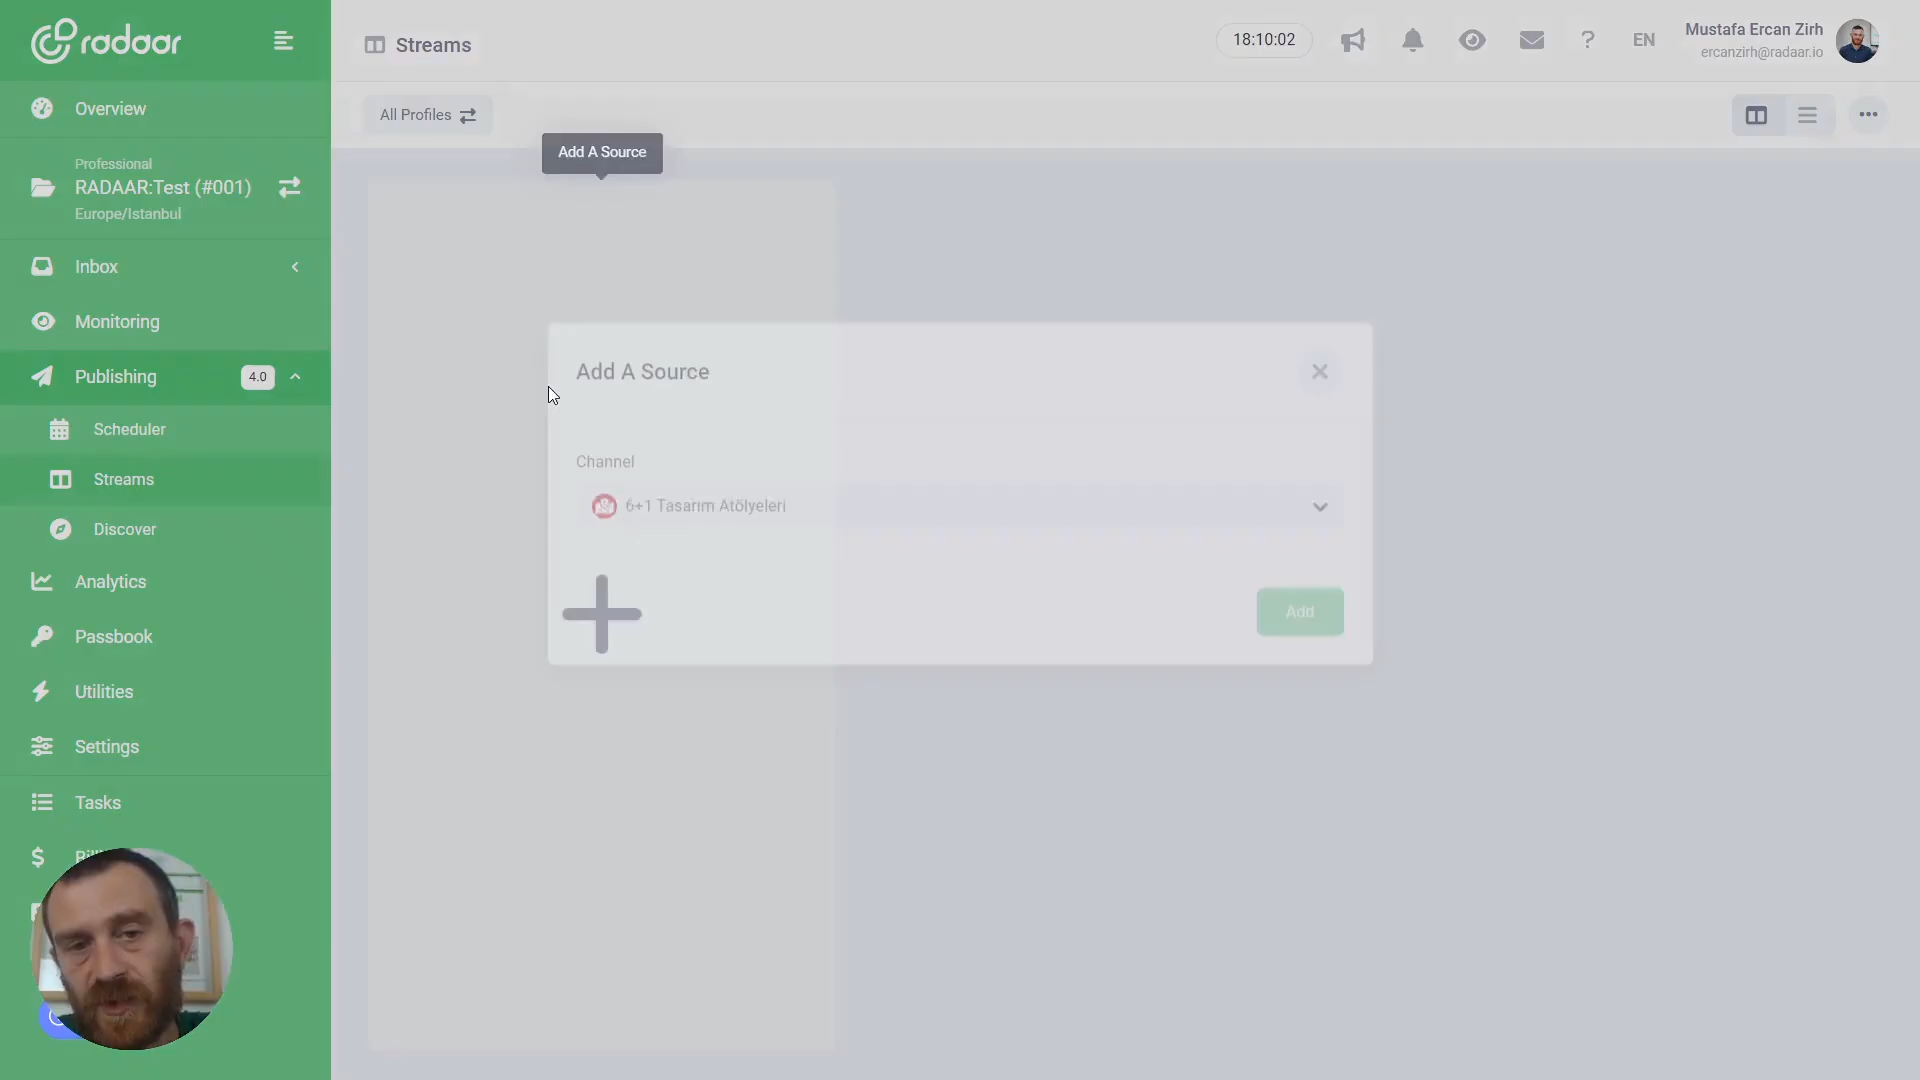 radaar
Streams
18:10:02
?
EN
Mustafa Ercan Zirh
ercanzirh@radaar.io
Overview
All Profiles
Add A Source
Professional
RADAAR:Test (#001)
Europe/Istanbul
Inbox
Monitoring
Publishing
4.0
Scheduler
Streams
Discover
Analytics
Passbook
Utilities
Settings
Tasks
Add A Source
Channel
6+1 Tasarım Atölyeleri
Add